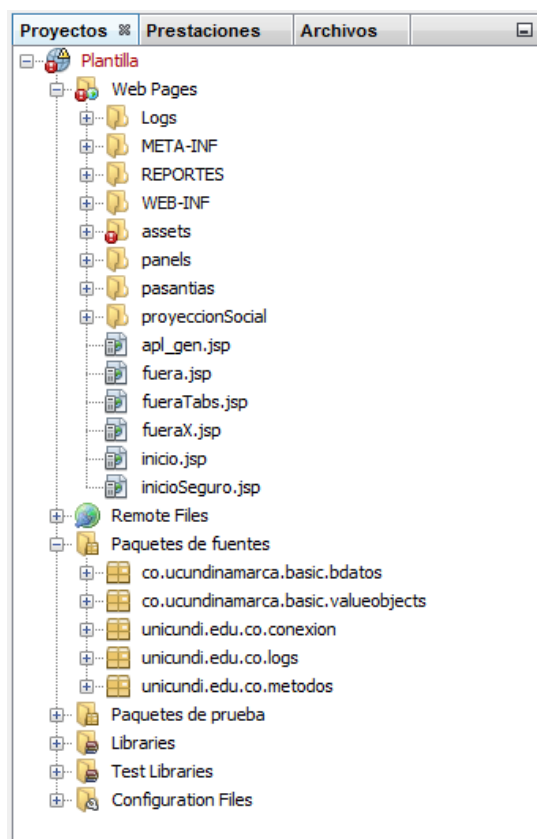 Proyectos Prestaciones Archivos
Plantilla
Web Pages
Logs
META-INF
REPORTES
WEB-INF
assets
panels
pasantias
proyeccionSocial
apl_gen.jsp
fuera.jsp
fueraTabs.jsp
fueraX.jsp
inicio.jsp
inicioSeguro.jsp
Remote Files
Paquetes de fuentes
co.ucundinamarca.basic.bdatos
co.ucundinamarca.basic.valueobjects
unicundi.edu.co.conexion
unicundi.edu.co.logs
unicundi.edu.co.metodos
Paquetes de prueba
Libraries
Test Libraries
Configuration Files